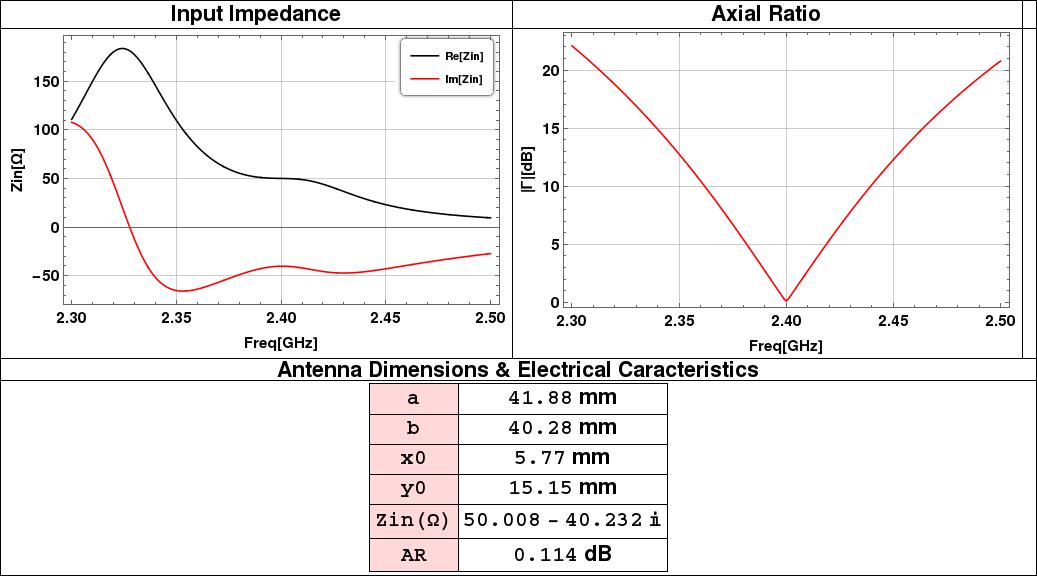 Input Impedance
Axial Ratio
Re[Zin]
Im[Zin]
Zin[Ω]
150
100
50
0
−50
2.30 2.35 2.40 2.45 2.50
Freq[GHz]
|Γ|[dB]
20
15
10
5
0
2.30 2.35 2.40 2.45 2.50
Freq[GHz]
Antenna Dimensions & Electrical Caracteristics
a 41.88 mm
b 40.28 mm
x0 5.77 mm
y0 15.15 mm
Zin(Ω) 50.008 − 40.232 i
AR 0.114 dB